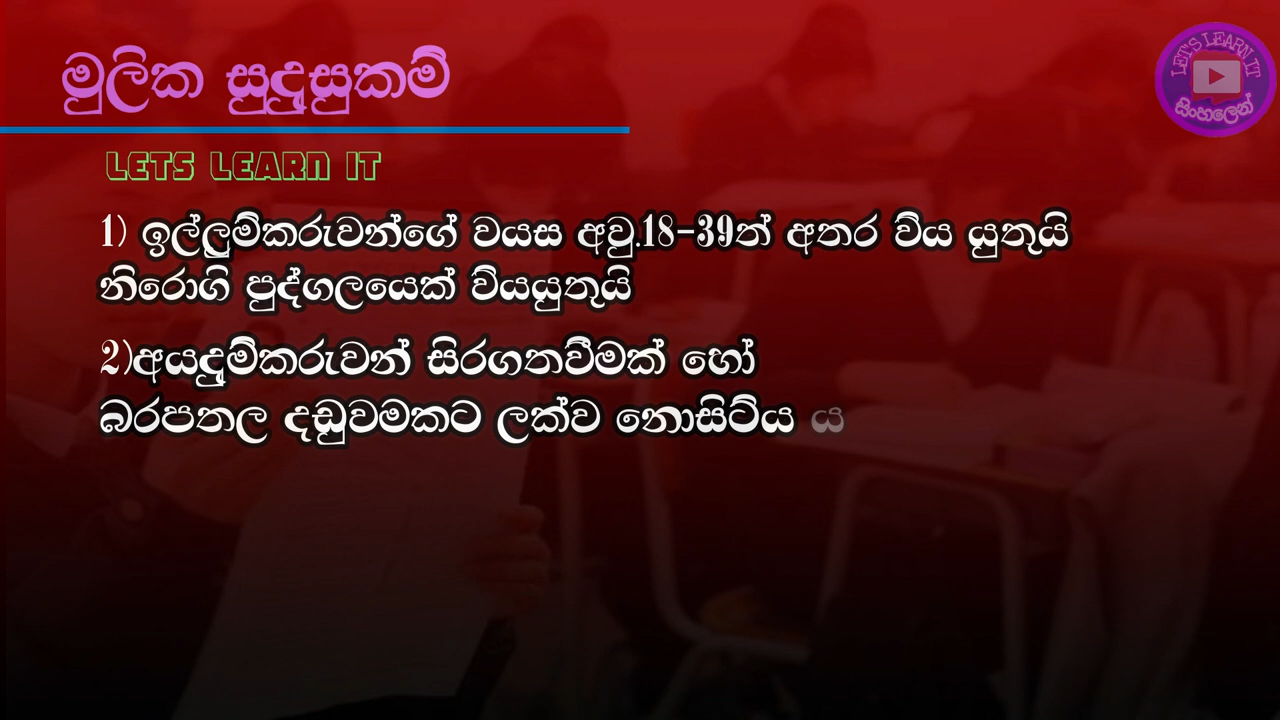 මුලික සුදුසුකම්
LET'S LEARN IT
සිංහලෙන්
LETS LEARN IT
1) ඉල්ලුම්කරුවන්ගේ වයස අවු.18-39ත් අතර විය යුතුයි
නිරොගි පුද්ගලයෙක් වියයුතුයි
2)අයදුම්කරුවන් සිරගතවීමක් හෝ
බරපතල දඬුවමකට ලක්ව නොසිටිය ය